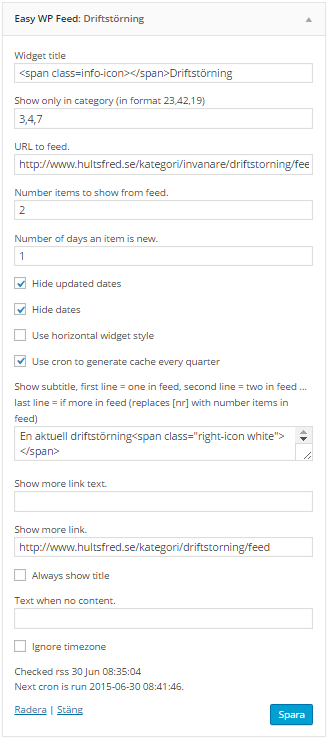 Easy WP Feed: Driftstörning
Widget title
<span class=info-icon></span>Driftstörning
Show only in category (in format 23,42,19)
3,4,7
URL to feed.
http://www.hultsfred.se/kategori/invanare/driftstorning/fee
Number items to show from feed.
2
Number of days an item is new.
1
Hide updated dates
Hide dates
Use horizontal widget style
Use cron to generate cache every quarter
Show subtitle, first line = one in feed, second line = two in feed ...
last line = if more in feed (replaces [nr] with number items in
feed)
En aktuell driftstörning<span class="right-icon white">
</span>
Show more link text.
Show more link.
http://www.hultsfred.se/kategori/driftstorning/feed
Always show title
Text when no content.
Ignore timezone
Checked rss 30 Jun 08:35:04
Next cron is run 2015-06-30 08:41:46.
Radera | Stäng
Spara